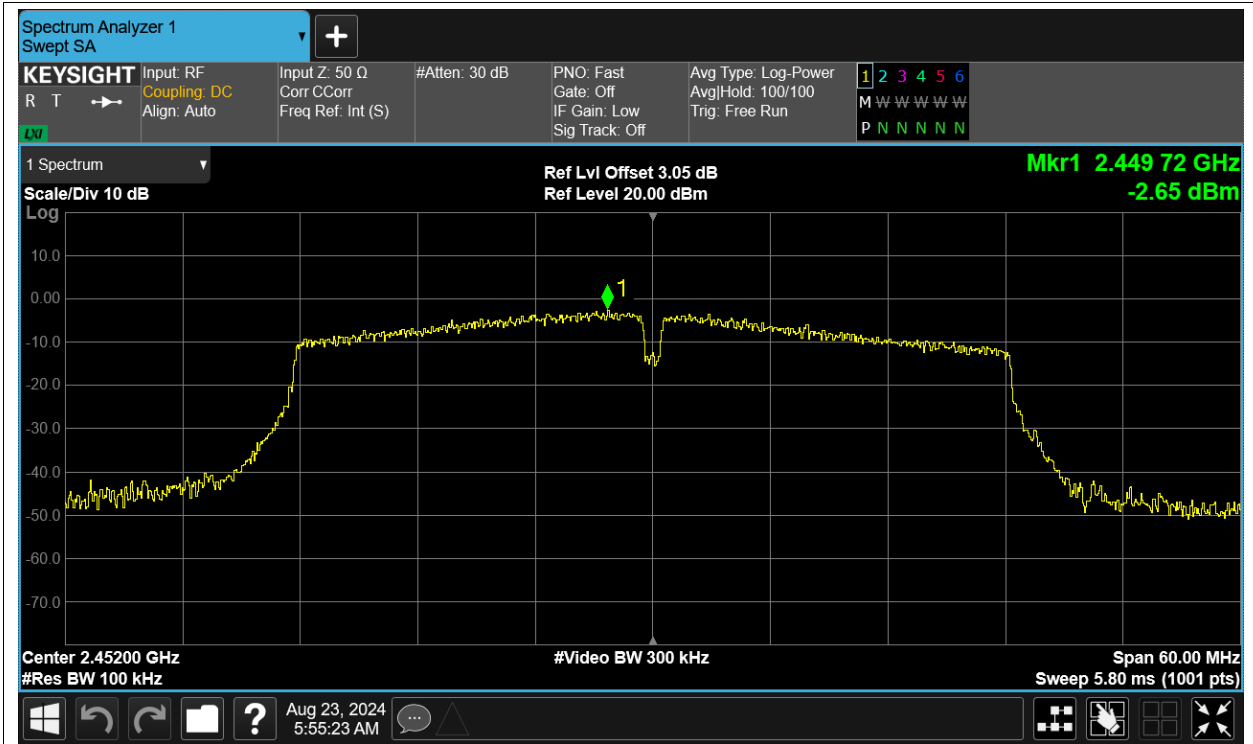 Spectrum Analyzer 1
Swept SA
KEYSIGHT
R T
LXI
Input: RF
Coupling: DC
Align: Auto
Input Z: 50 Ω
Corr CCorr
Freq Ref: Int (S)
#Atten: 30 dB
PNO: Fast
Gate: Off
IF Gain: Low
Sig Track: Off
Avg Type: Log-Power
Avg|Hold: 100/100
Trig: Free Run
1 2 3 4 5 6
M W W W W W
P N N N N N
1 Spectrum
Scale/Div 10 dB
Log
Ref Lvl Offset 3.05 dB
Ref Level 20.00 dBm
Mkr1 2.449 72 GHz
-2.65 dBm
10.0
0.00
-10.0
-20.0
-30.0
-40.0
-50.0
-60.0
-70.0
1
Center 2.45200 GHz
#Res BW 100 kHz
#Video BW 300 kHz
Span 60.00 MHz
Sweep 5.80 ms (1001 pts)
?
Aug 23, 2024
5:55:23 AM